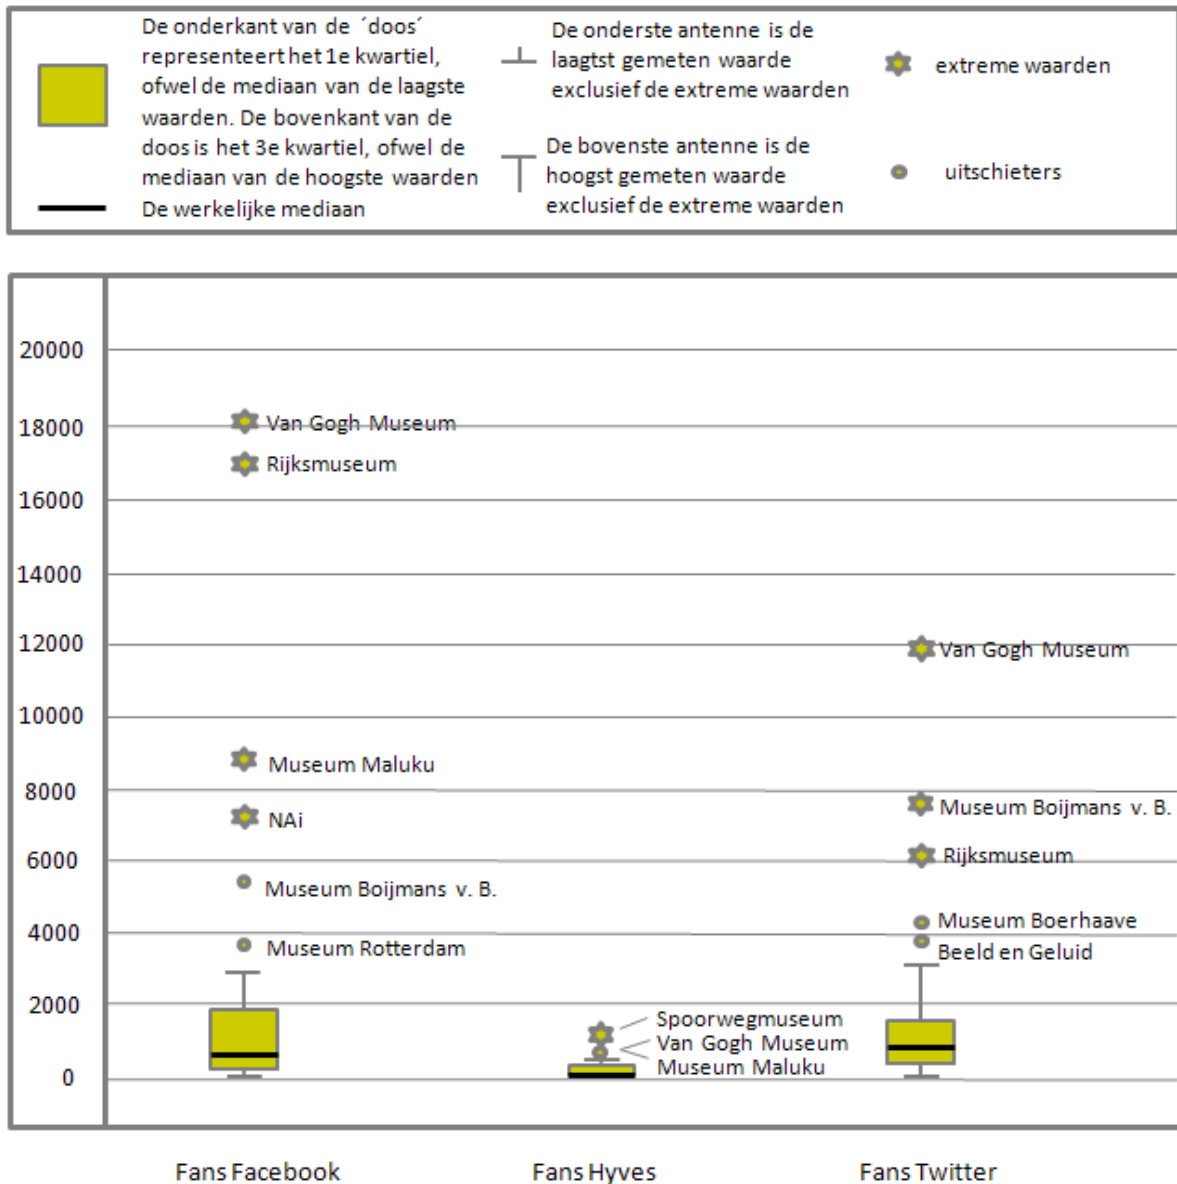 De onderkant van de ´doos´
representeert het 1e kwartiel,
ofwel de mediaan van de laagste
waarden. De bovenkant van de
doos is het 3e kwartiel, ofwel de
mediaan van de hoogste waarden
De werkelijke mediaan
De onderste antenne is de
laagtst gemeten waarde
exclusief de extreme waarden
De bovenste antenne is de
hoogst gemeten waarde
exclusief de extreme waarden
extreme waarden
uitschieters
20000
18000
16000
14000
12000
10000
8000
6000
4000
2000
0
Van Gogh Museum
Rijksmuseum
Museum Maluku
NAi
Museum Boijmans v. B.
Museum Rotterdam
Spoorwegmuseum
Van Gogh Museum
Museum Maluku
Van Gogh Museum
Museum Boijmans v. B.
Rijksmuseum
Museum Boerhaave
Beeld en Geluid
Fans Facebook
Fans Hyves
Fans Twitter